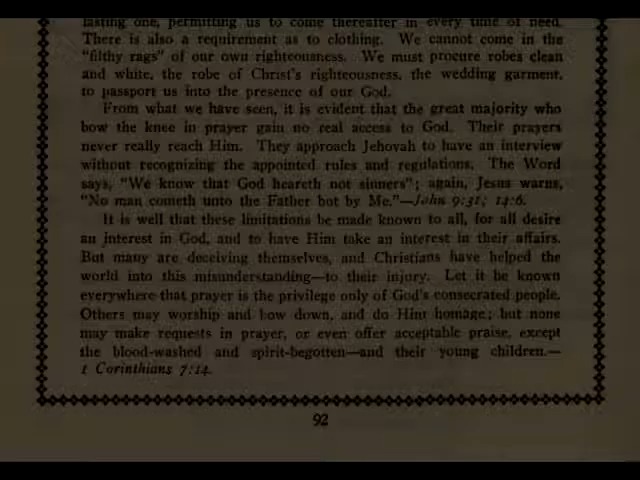 lasting one, permitting us to come thereafter in every time of need.
There is also a requirement as to clothing. We cannot come in the
"filthy rags" of our own righteousness. We must procure robes clean
and white, the robe of Christ's righteousness, the wedding garment,
to passport us into the presence of our God.
From what we have seen, it is evident that the great majority who
bow the knee in prayer gain no real access to God. Their prayers
never really reach Him. They approach Jehovah to have an interview
without recognizing the appointed rules and regulations. The Word
says, "We know that God heareth not sinners"; again, Jesus warns,
"No man cometh unto the Father bot by Me."—John 9:31; 14:6.
It is well that these limitations be made known to all, for all desire
an interest in God, and to have Him take an interest in their affairs.
But many are deceiving themselves, and Christians have helped the
world into this misunderstanding—to their injury. Let it be known
everywhere that prayer is the privilege only of God's consecrated people.
Others may worship and bow down, and do Him homage; but none
may make requests in prayer, or even offer acceptable praise, except
the blood-washed and spirit-begotten—and their young children.—
1 Corinthians 7:14.
92